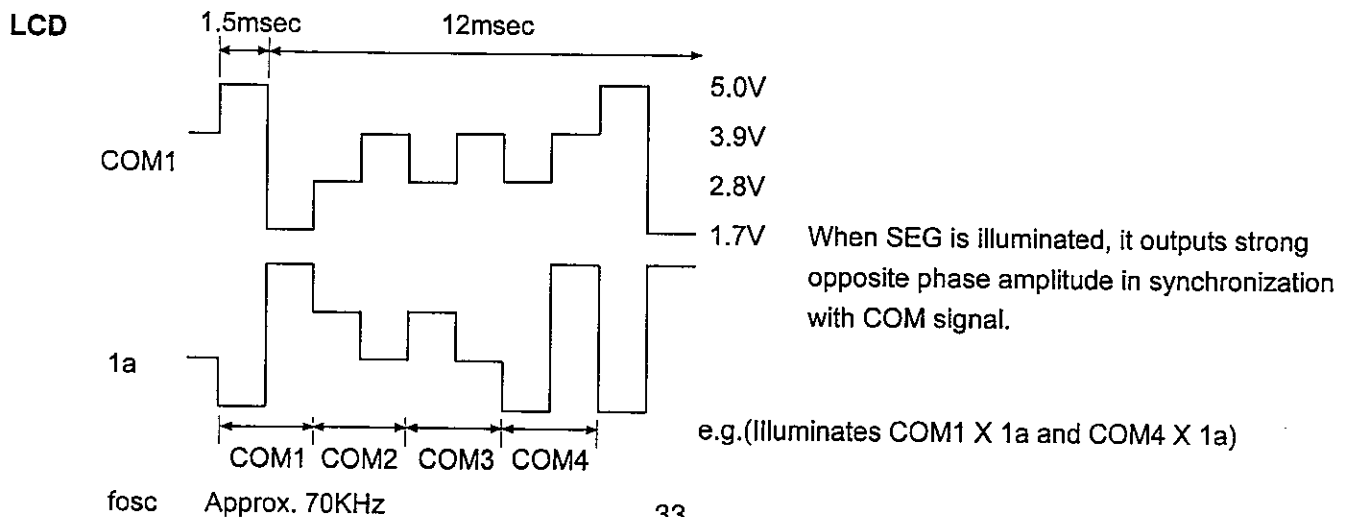 LCD
1.5msec 12msec
5.0V
3.9V
COM1
2.8V
1.7V When SEG is illuminated, it outputs strong
opposite phase amplitude in synchronization
with COM signal.
1a
e.g.(Illuminates COM1 X 1a and COM4 X 1a)
COM1 COM2 COM3 COM4
fosc Approx. 70KHz
33